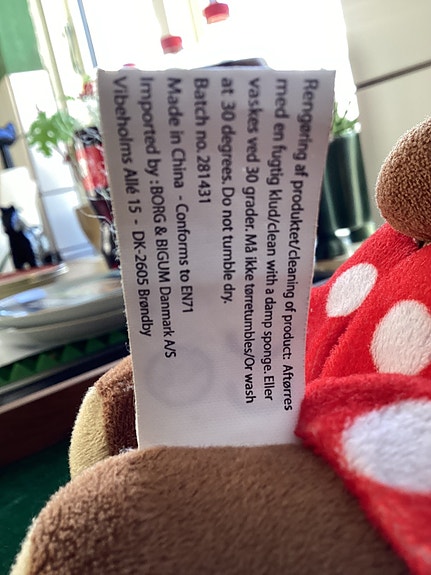 Rengøring af produktet/cleaning of product: Aftørres
med en fugtig klud/clean with a damp sponge. Eller
vaskes ved 30 grader. Må ikke tørretumbles/Or wash
at 30 degrees. Do not tumble dry.
Batch no. 281431
Made in China - Conforms to EN71
Imported by :BORG & BIGUM Danmark A/S
Vibeholms Allé 15 - DK-2605 Brøndby